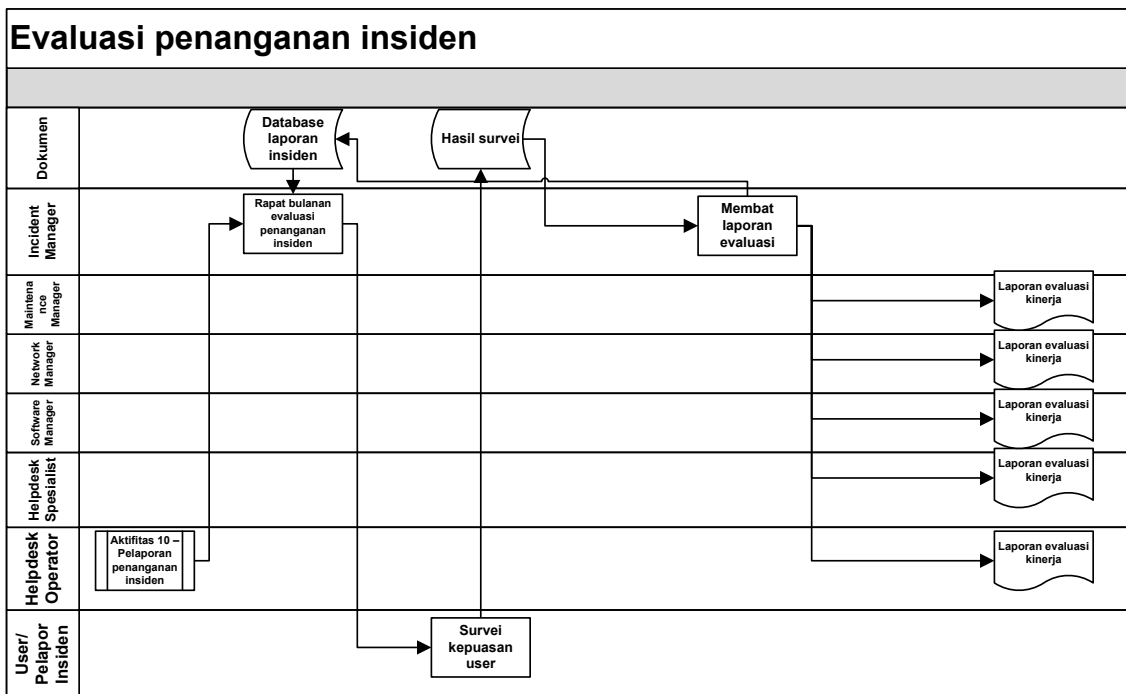 Evaluasi penanganan insiden
Dokumen
Database
laporan
insiden
Hasil survei
Incident
Manager
Rapat bulanan
evaluasi
penanganan
insiden
Membat
laporan
evaluasi
Maintena
nce
Manager
Laporan evaluasi
kinerja
Network
Manager
Laporan evaluasi
kinerja
Software
Manager
Laporan evaluasi
kinerja
Helpdesk
Spesialist
Laporan evaluasi
kinerja
Helpdesk
Operator
Aktifitas 10 –
Pelaporan
penanganan
insiden
Laporan evaluasi
kinerja
User/
Pelapor
Insiden
Survei
kepuasan
user